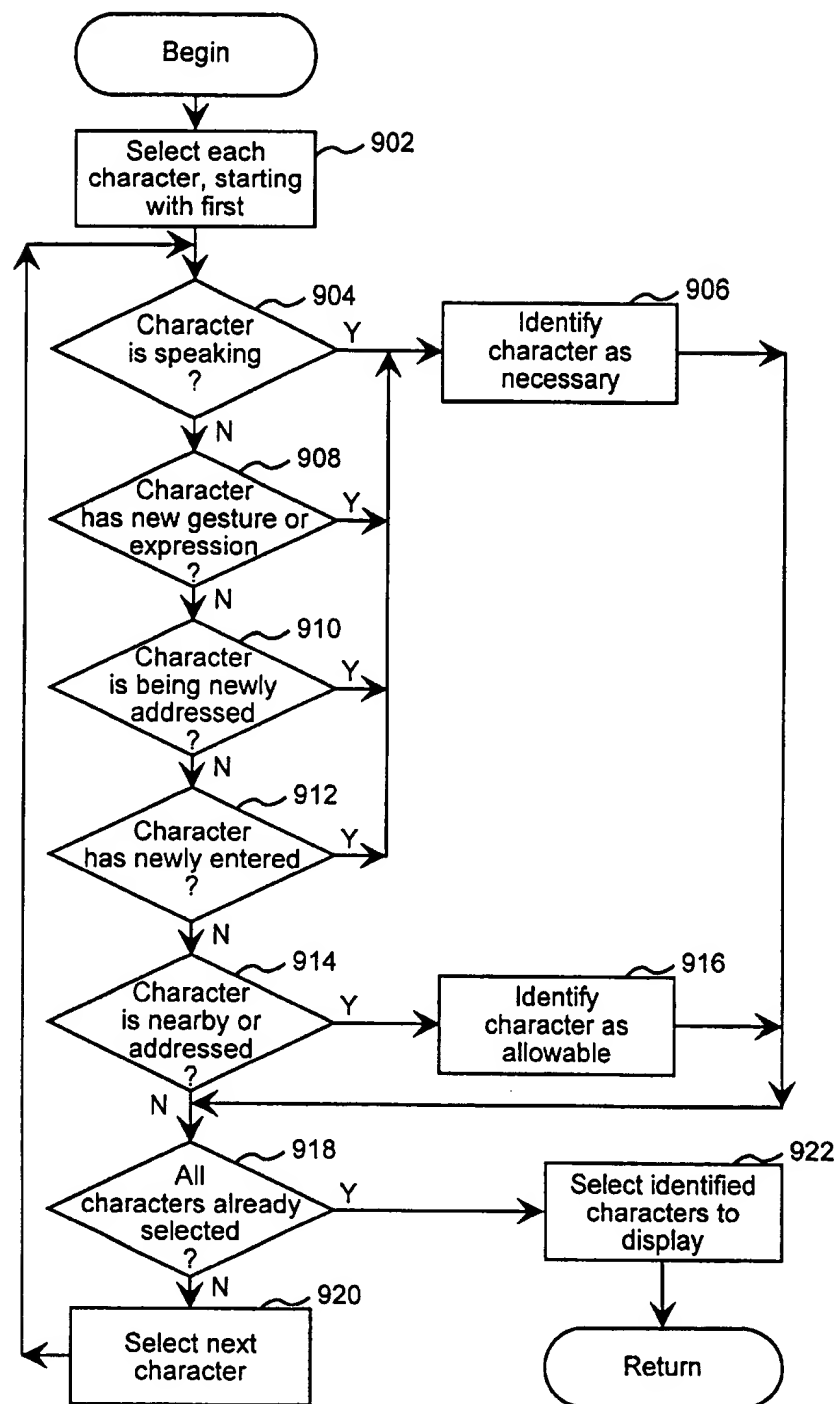 Begin
Select each
character, starting
with first
902
904
Character
is speaking
?
Y
N
906
Identify
character as
necessary
908
Character
has new gesture or
expression
?
Y
N
910
Character
is being newly
addressed
?
Y
N
912
Character
has newly entered
?
Y
N
914
Character
is nearby or
addressed
?
Y
N
916
Identify
character as
allowable
918
All
characters already
selected
?
Y
N
922
Select identified
characters to
display
920
Select next
character
Return